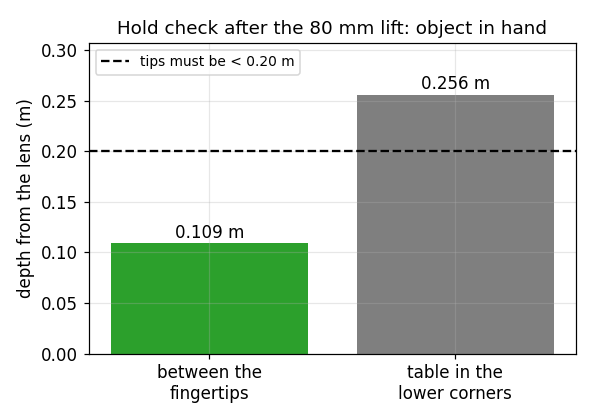 Hold check after the 80 mm lift: object in hand
tips must be < 0.20 m
depth from the lens (m)
0.30
0.25
0.20
0.15
0.10
0.05
0.00
0.109 m
0.256 m
between the
fingertips
table in the
lower corners